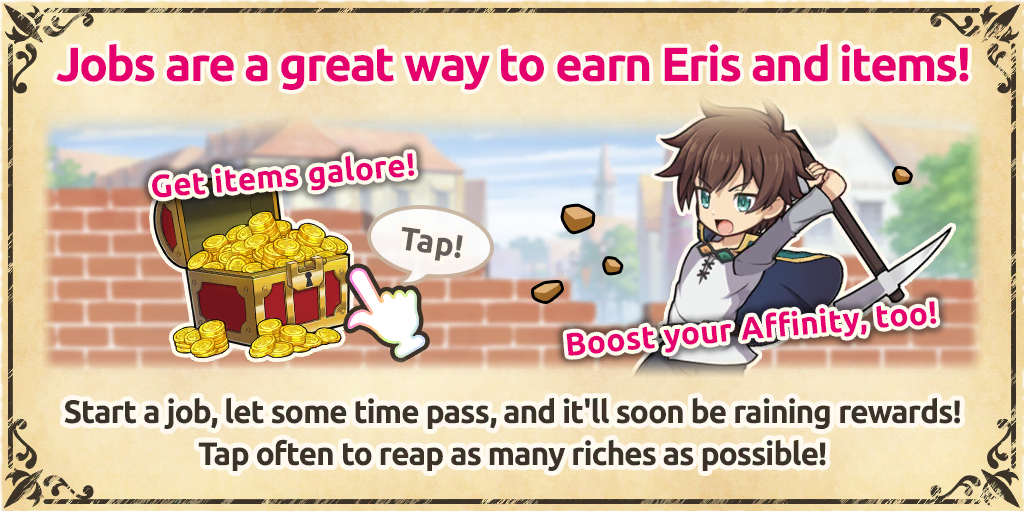 Jobs are a great way to earn Eris and items!
Get items galore!
Tap!
Boost your Affinity, too!
Start a job, let some time pass, and it'll soon be raining rewards!
Tap often to reap as many riches as possible!